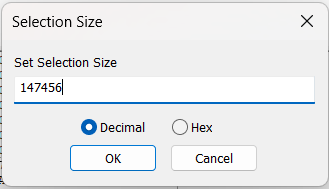 Selection Size
Set Selection Size
147456
Decimal Hex
OK Cancel